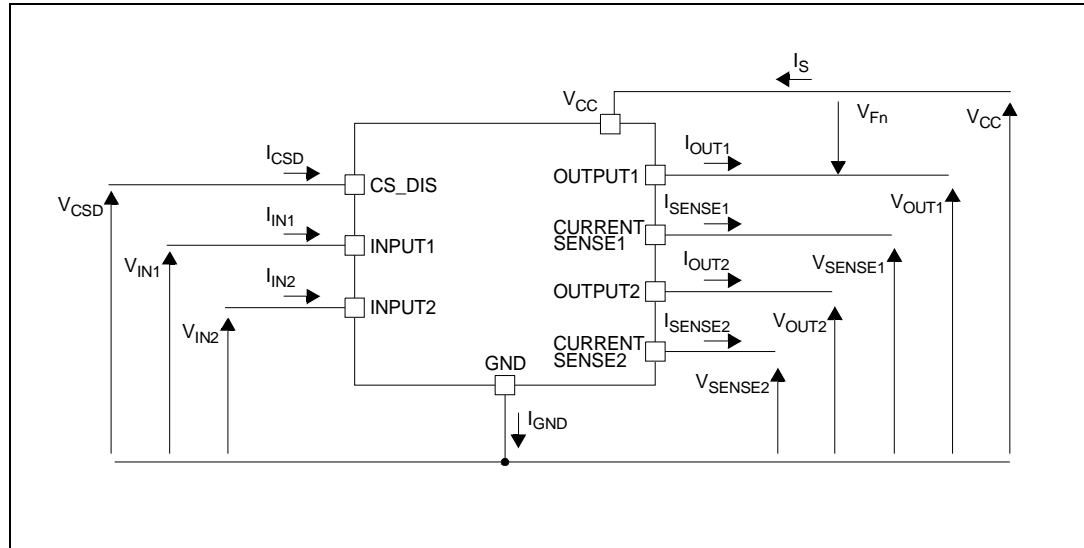 I_S
V_CC
V_Fn
V_CC
I_CSD
I_OUT1
CS_DIS
OUTPUT1
V_CSD
I_IN1
I_SENSE1
V_OUT1
CURRENT
SENSE1
INPUT1
V_IN1
I_IN2
I_OUT2
V_SENSE1
INPUT2
OUTPUT2
V_IN2
I_SENSE2
V_OUT2
CURRENT
SENSE2
GND
V_SENSE2
I_GND